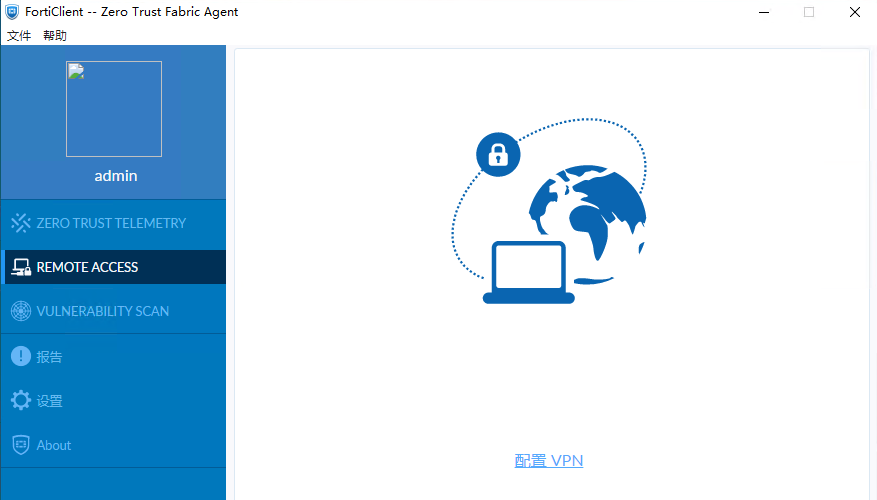 FortiClient -- Zero Trust Fabric Agent
文件 帮助
admin
ZERO TRUST TELEMETRY
REMOTE ACCESS
VULNERABILITY SCAN
报告
设置
About
配置 VPN